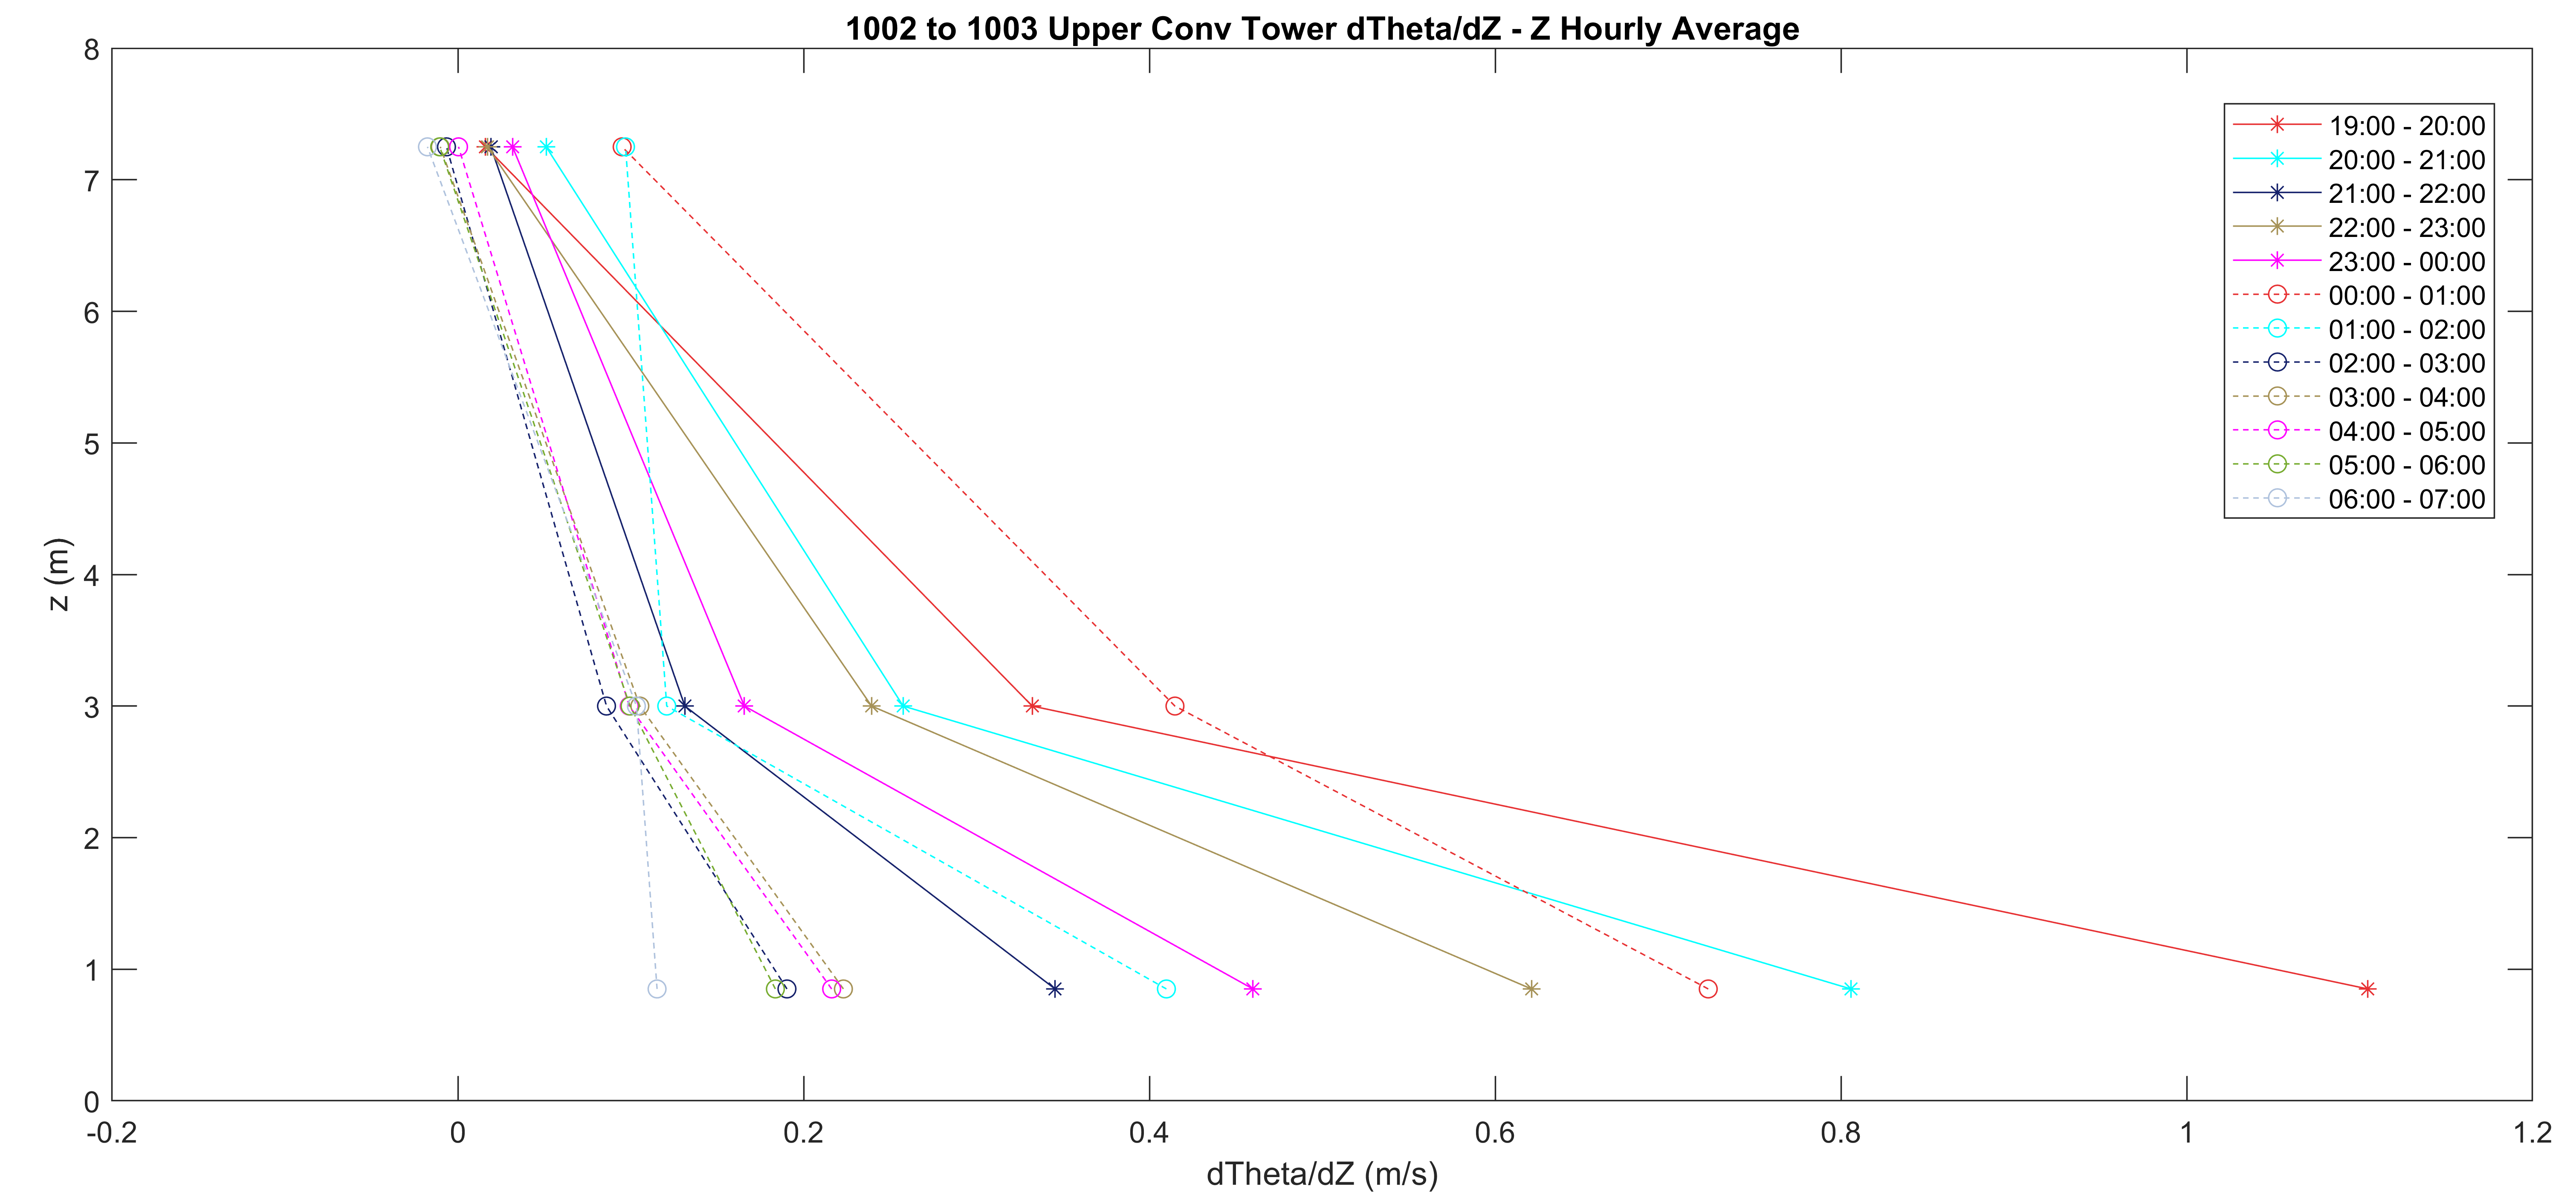 1002 to 1003 Upper Conv Tower dTheta/dZ - Z Hourly Average
8
7
6
5
4
3
2
1
0
z (m)
19:00 - 20:00
20:00 - 21:00
21:00 - 22:00
22:00 - 23:00
23:00 - 00:00
00:00 - 01:00
01:00 - 02:00
02:00 - 03:00
03:00 - 04:00
04:00 - 05:00
05:00 - 06:00
06:00 - 07:00
-0.2 0 0.2 0.4 0.6 0.8 1 1.2
dTheta/dZ (m/s)